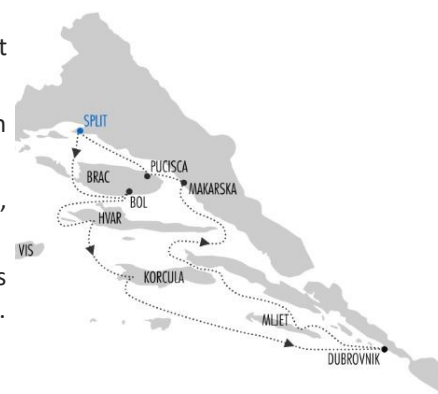 t
SPLIT
n
PUCISCA
BRAC
MAKARSKA
BOL
,
HVAR
VIS
s
KORCULA
.
MLJET
DUBROVNIK